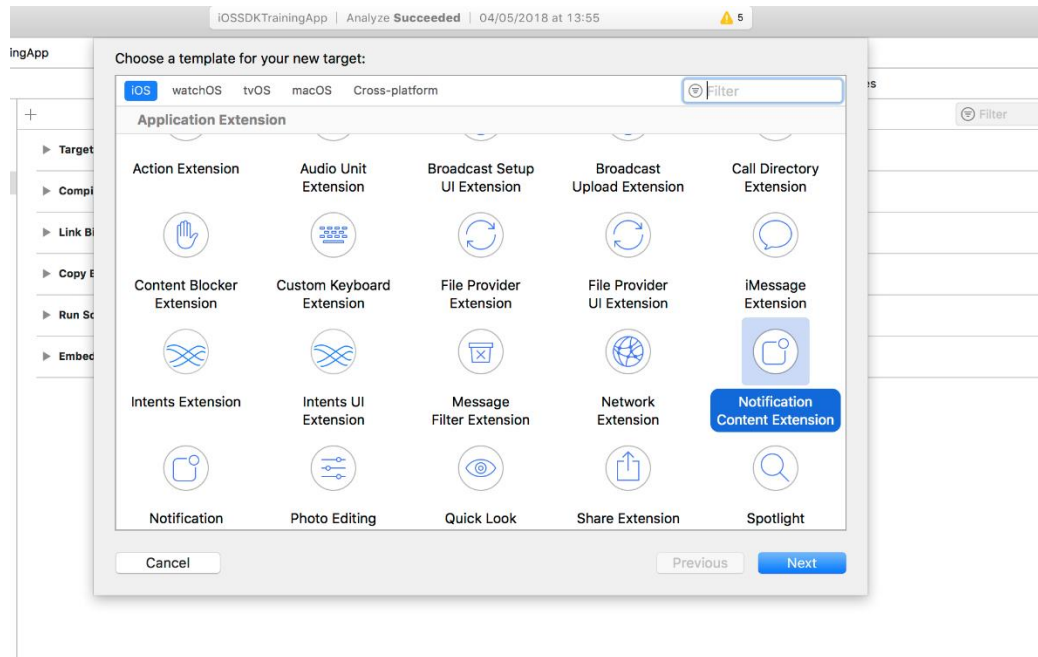 iOSSDKTrainingApp | Analyze Succeeded | 04/05/2018 at 13:55
5
ingApp
Choose a template for your new target:
iOS watchOS tvOS macOS Cross-platform
Filter
es
Application Extension
Filter
Target
Action Extension
Audio Unit
Extension
Broadcast Setup
UI Extension
Broadcast
Upload Extension
Call Directory
Extension
Compi
Link Bi
Copy B
Content Blocker
Extension
Custom Keyboard
Extension
File Provider
Extension
File Provider
UI Extension
iMessage
Extension
Run Sc
Embed
Intents Extension
Intents UI
Extension
Message
Filter Extension
Network
Extension
Notification
Content Extension
Notification
Photo Editing
Quick Look
Share Extension
Spotlight
Cancel
Previous
Next